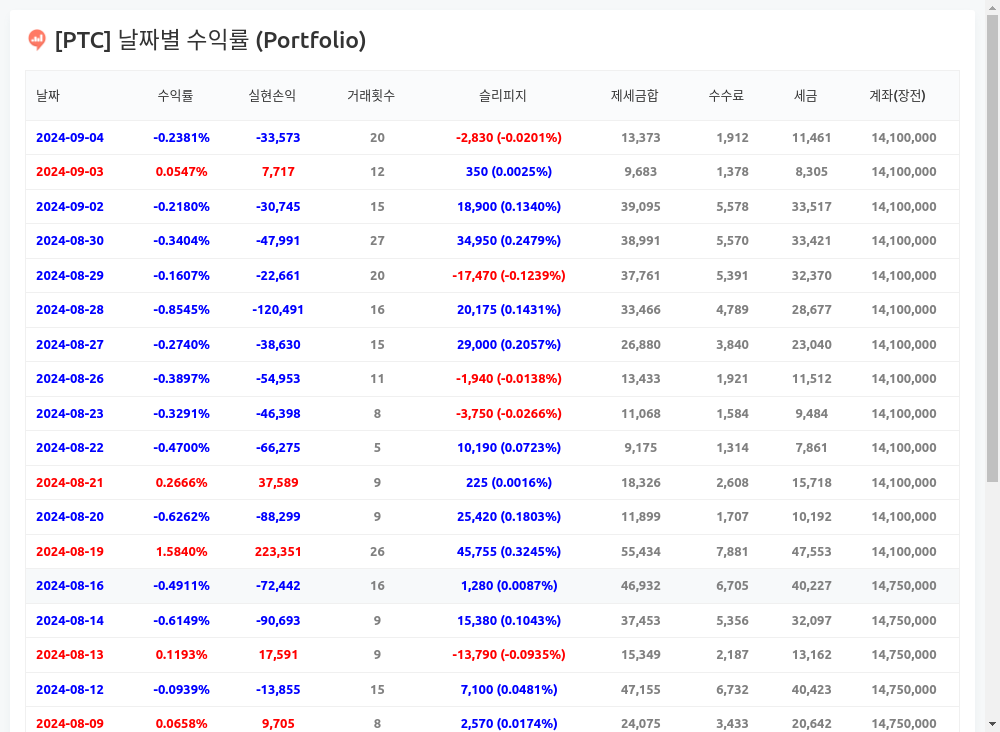 [PTC] 날짜별 수익률 (Portfolio)
날짜 수익률 실현손익 거래횟수 슬리피지 제세금합 수수료 세금 계좌(장전)
2024-09-04 -0.2381% -33,573 20 -2,830 (-0.0201%) 13,373 1,912 11,461 14,100,000
2024-09-03 0.0547% 7,717 12 350 (0.0025%) 9,683 1,378 8,305 14,100,000
2024-09-02 -0.2180% -30,745 15 18,900 (0.1340%) 39,095 5,578 33,517 14,100,000
2024-08-30 -0.3404% -47,991 27 34,950 (0.2479%) 38,991 5,570 33,421 14,100,000
2024-08-29 -0.1607% -22,661 20 -17,470 (-0.1239%) 37,761 5,391 32,370 14,100,000
2024-08-28 -0.8545% -120,491 16 20,175 (0.1431%) 33,466 4,789 28,677 14,100,000
2024-08-27 -0.2740% -38,630 15 29,000 (0.2057%) 26,880 3,840 23,040 14,100,000
2024-08-26 -0.3897% -54,953 11 -1,940 (-0.0138%) 13,433 1,921 11,512 14,100,000
2024-08-23 -0.3291% -46,398 8 -3,750 (-0.0266%) 11,068 1,584 9,484 14,100,000
2024-08-22 -0.4700% -66,275 5 10,190 (0.0723%) 9,175 1,314 7,861 14,100,000
2024-08-21 0.2666% 37,589 9 225 (0.0016%) 18,326 2,608 15,718 14,100,000
2024-08-20 -0.6262% -88,299 9 25,420 (0.1803%) 11,899 1,707 10,192 14,100,000
2024-08-19 1.5840% 223,351 26 45,755 (0.3245%) 55,434 7,881 47,553 14,100,000
2024-08-16 -0.4911% -72,442 16 1,280 (0.0087%) 46,932 6,705 40,227 14,750,000
2024-08-14 -0.6149% -90,693 9 15,380 (0.1043%) 37,453 5,356 32,097 14,750,000
2024-08-13 0.1193% 17,591 9 -13,790 (-0.0935%) 15,349 2,187 13,162 14,750,000
2024-08-12 -0.0939% -13,855 15 7,100 (0.0481%) 47,155 6,732 40,423 14,750,000
2024-08-09 0.0658% 9,705 8 2,570 (0.0174%) 24,075 3,433 20,642 14,750,000